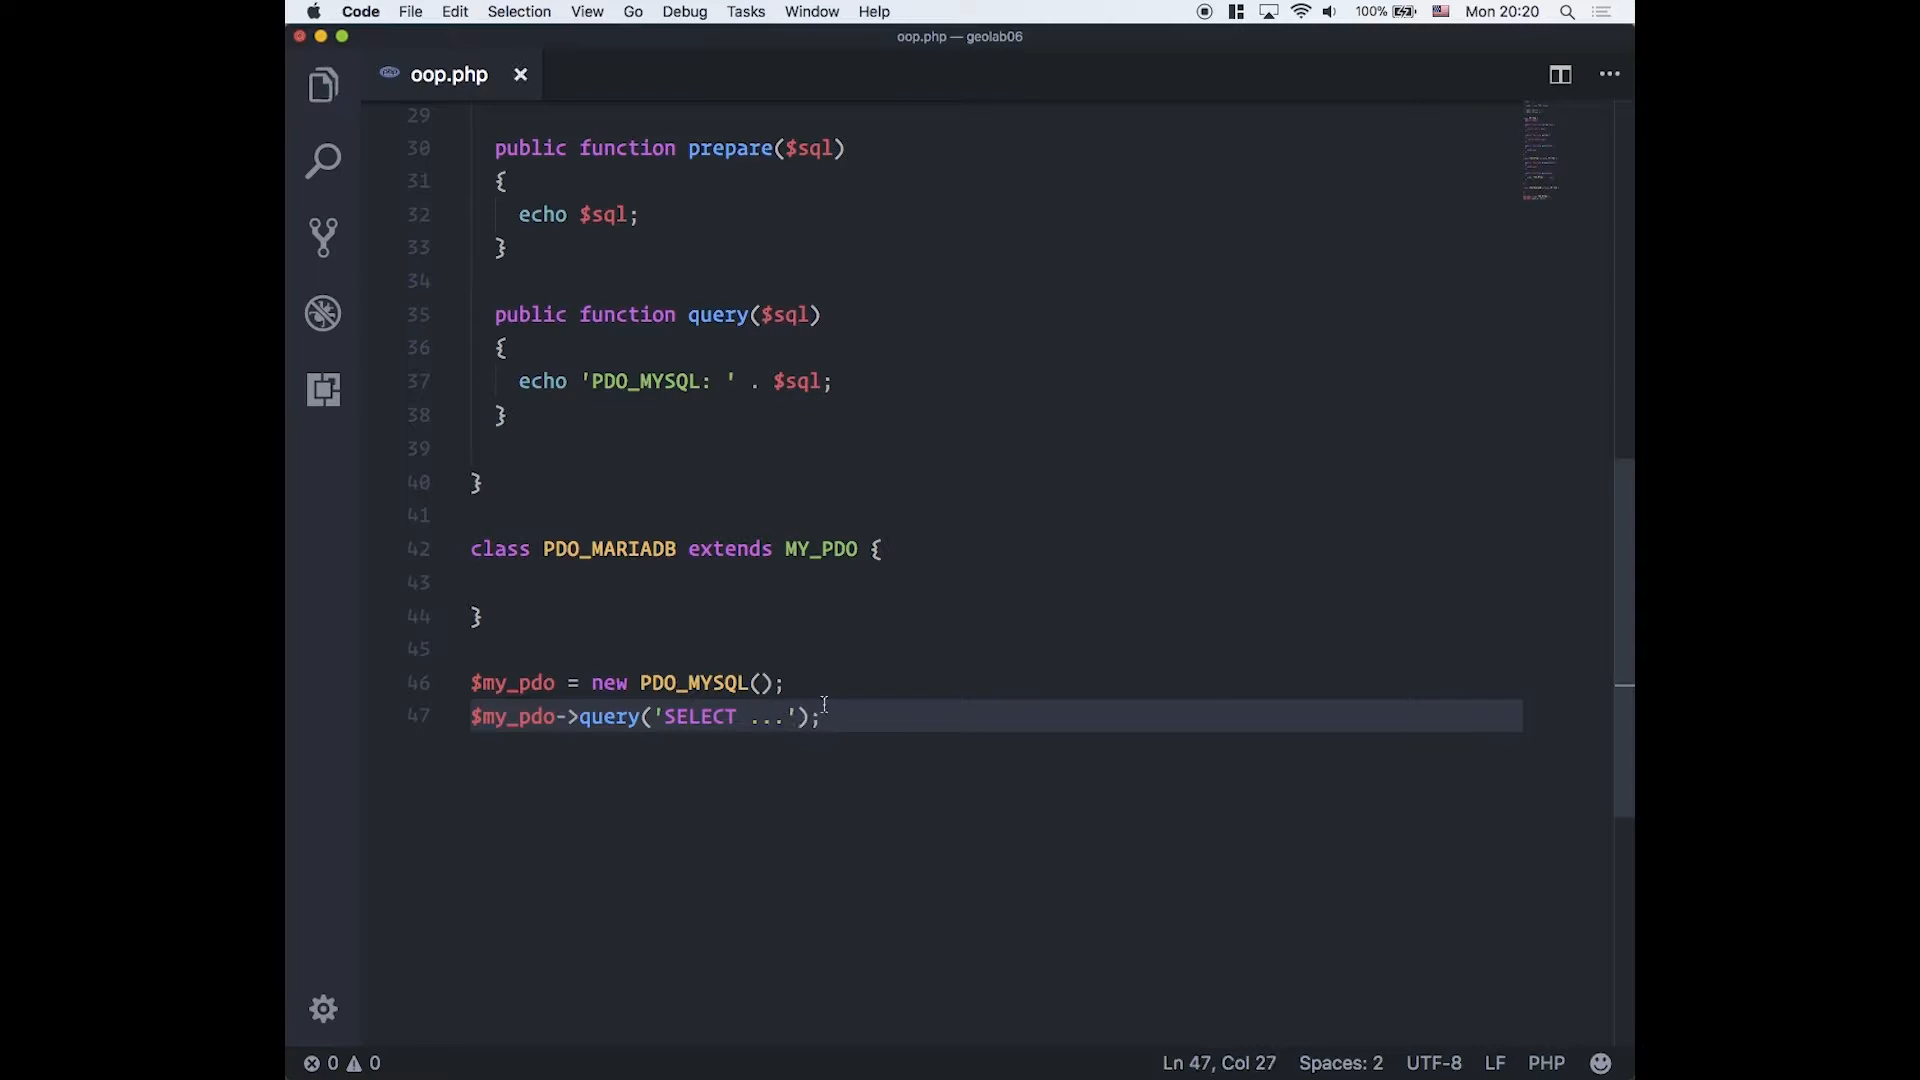 Code File Edit Selection View Go Debug Tasks Window Help 100% Mon 20:20
oop.php — geolab06
php oop.php
29
30 public function prepare($sql)
31 {
32 echo $sql;
33 }
34
35 public function query($sql)
36 {
37 echo 'PDO_MYSQL: ' . $sql;
38 }
39
40 }
41
42 class PDO_MARIADB extends MY_PDO {
43
44 }
45
46 $my_pdo = new PDO_MYSQL();
47 $my_pdo->query('SELECT ...');
0 0 Ln 47, Col 27 Spaces: 2 UTF-8 LF PHP